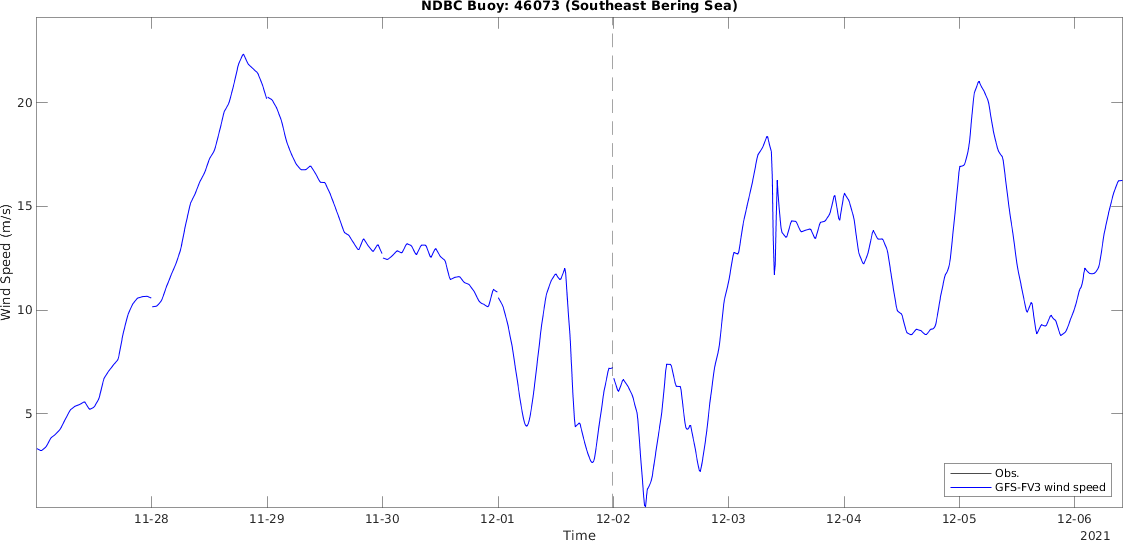 NDBC Buoy: 46073 (Southeast Bering Sea)
Wind Speed (m/s)
20
15
10
5
Obs.
GFS-FV3 wind speed
11-28 11-29 11-30 12-01 12-02 12-03 12-04 12-05 12-06
Time
2021